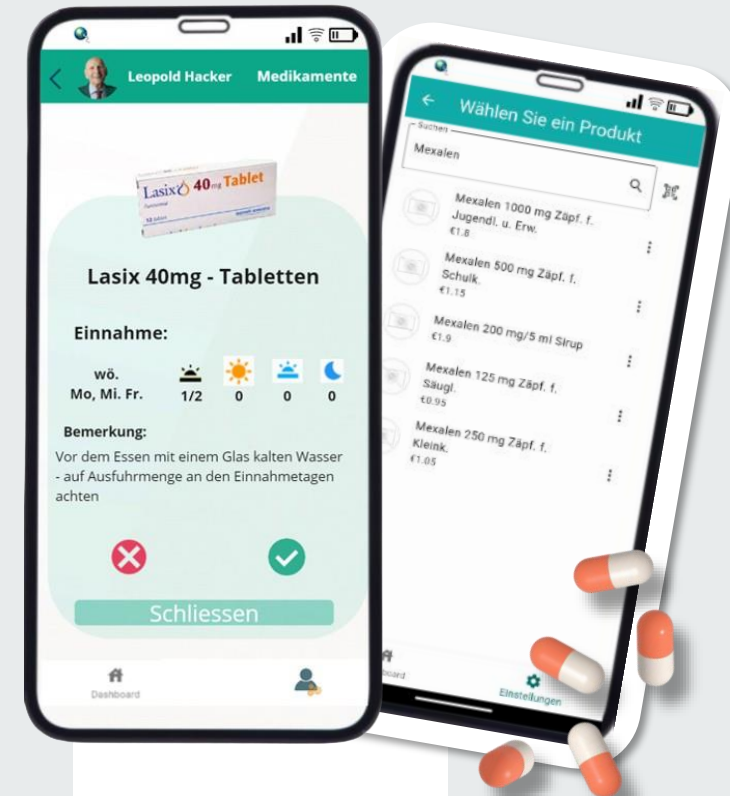 Leopold Hacker Medikamente
Lasix 40mg Tablet
Lasix 40mg - Tabletten
Einnahme:
wö.
Mo, Mi. Fr. 1/2 0 0 0
Bemerkung:
Vor dem Essen mit einem Glas kalten Wasser
- auf Ausfuhrmenge an den Einnahmetagen
achten
Schliessen
Dashboard
Wählen Sie ein Produkt
Suchen
Mexalen
Mexalen 1000 mg Zäpf. f.
Jugendl. u. Erw.
€1.8
Mexalen 500 mg Zäpf. f.
Schulk.
€1.15
Mexalen 200 mg/5 ml Sirup
€1.9
Mexalen 125 mg Zäpf. f.
Säugl.
€0.95
Mexalen 250 mg Zäpf. f.
Kleink.
€1.05
Einstellungen